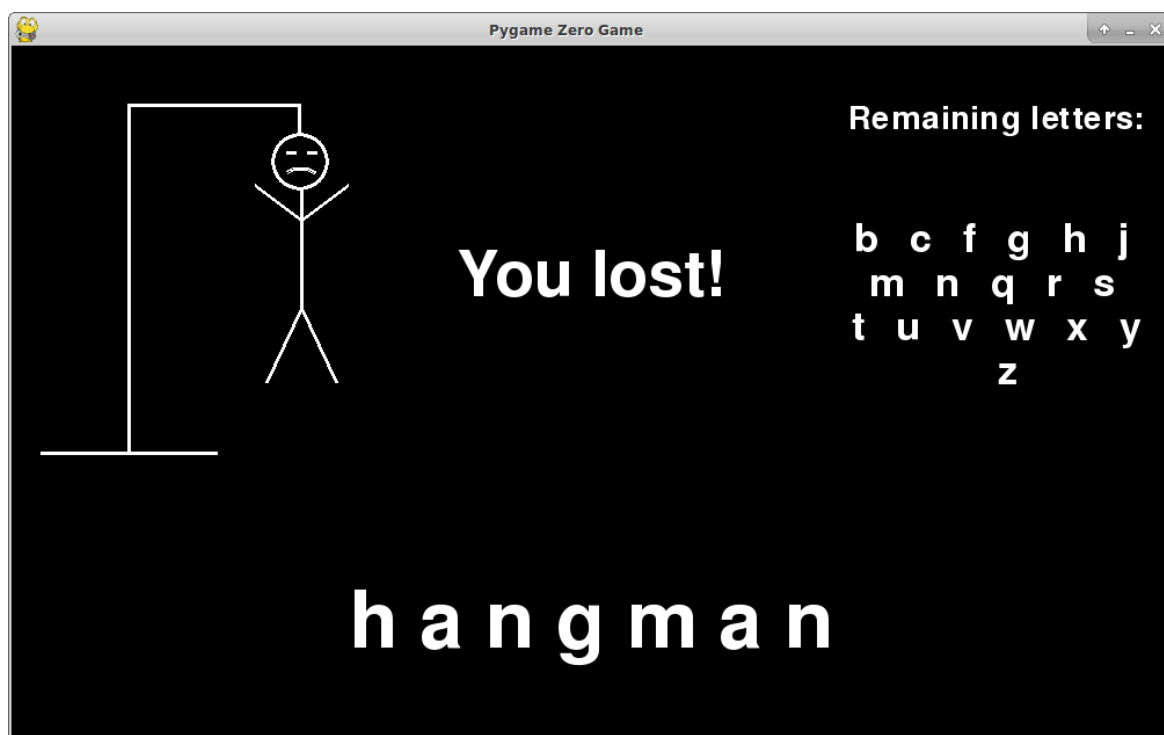 Pygame Zero Game
Remaining letters:
b c f g h j
m n q r s
t u v w x y
z
You lost!
h a n g m a n